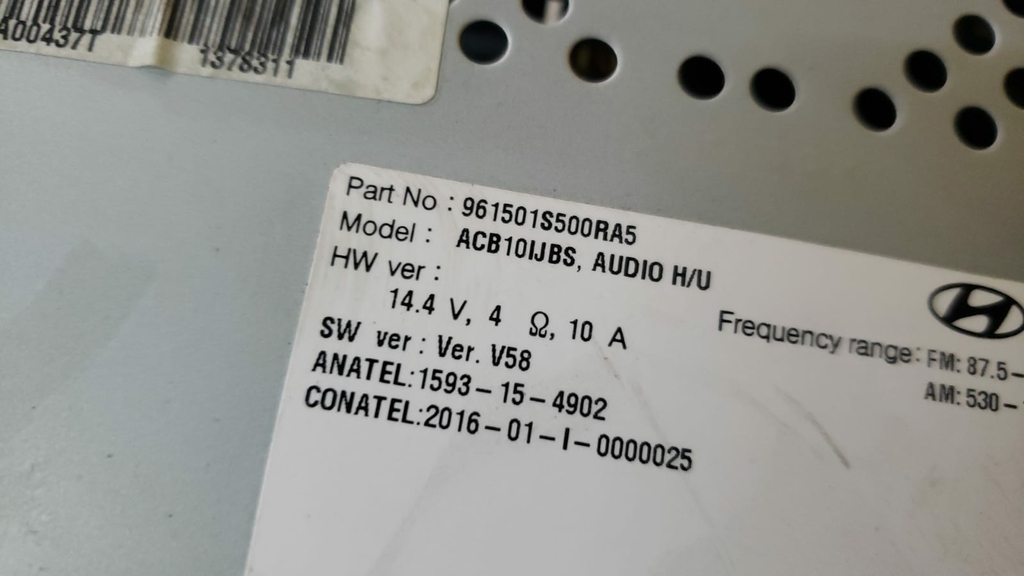 A00437T
1378311
Part No : 961501S500RA5
Model : ACB10IJBS, AUDIO H/U
HW ver :
14.4 V, 4 Ω, 10 A
SW ver : Ver. V58
ANATEL:1593-15-4902
CONATEL:2016-01-I-0000025
Frequency range: FM: 87.5-
AM: 530-